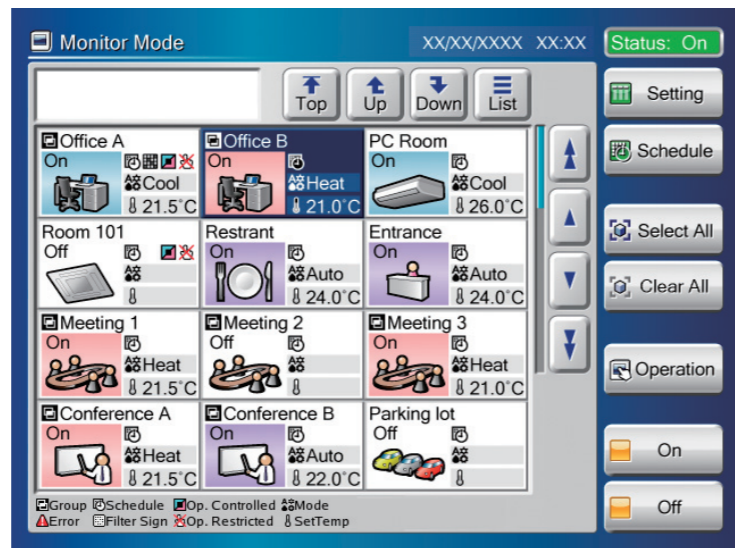 Monitor Mode XX/XX/XXXX XX:XX Status: On
Top Up Down List
Setting
Schedule
Select All
Clear All
Operation
On
Off
Office A
On
Cool
21.5°C
Office B
On
Heat
21.0°C
PC Room
On
Cool
26.0°C
Room 101
Off
Restrant
On
Auto
24.0°C
Entrance
On
Auto
24.0°C
Meeting 1
On
Heat
21.5°C
Meeting 2
Off
Meeting 3
On
Heat
21.0°C
Conference A
On
Heat
21.5°C
Conference B
On
Auto
22.0°C
Parking lot
Off
Group Schedule Op. Controlled Mode
Error Filter Sign Op. Restricted SetTemp